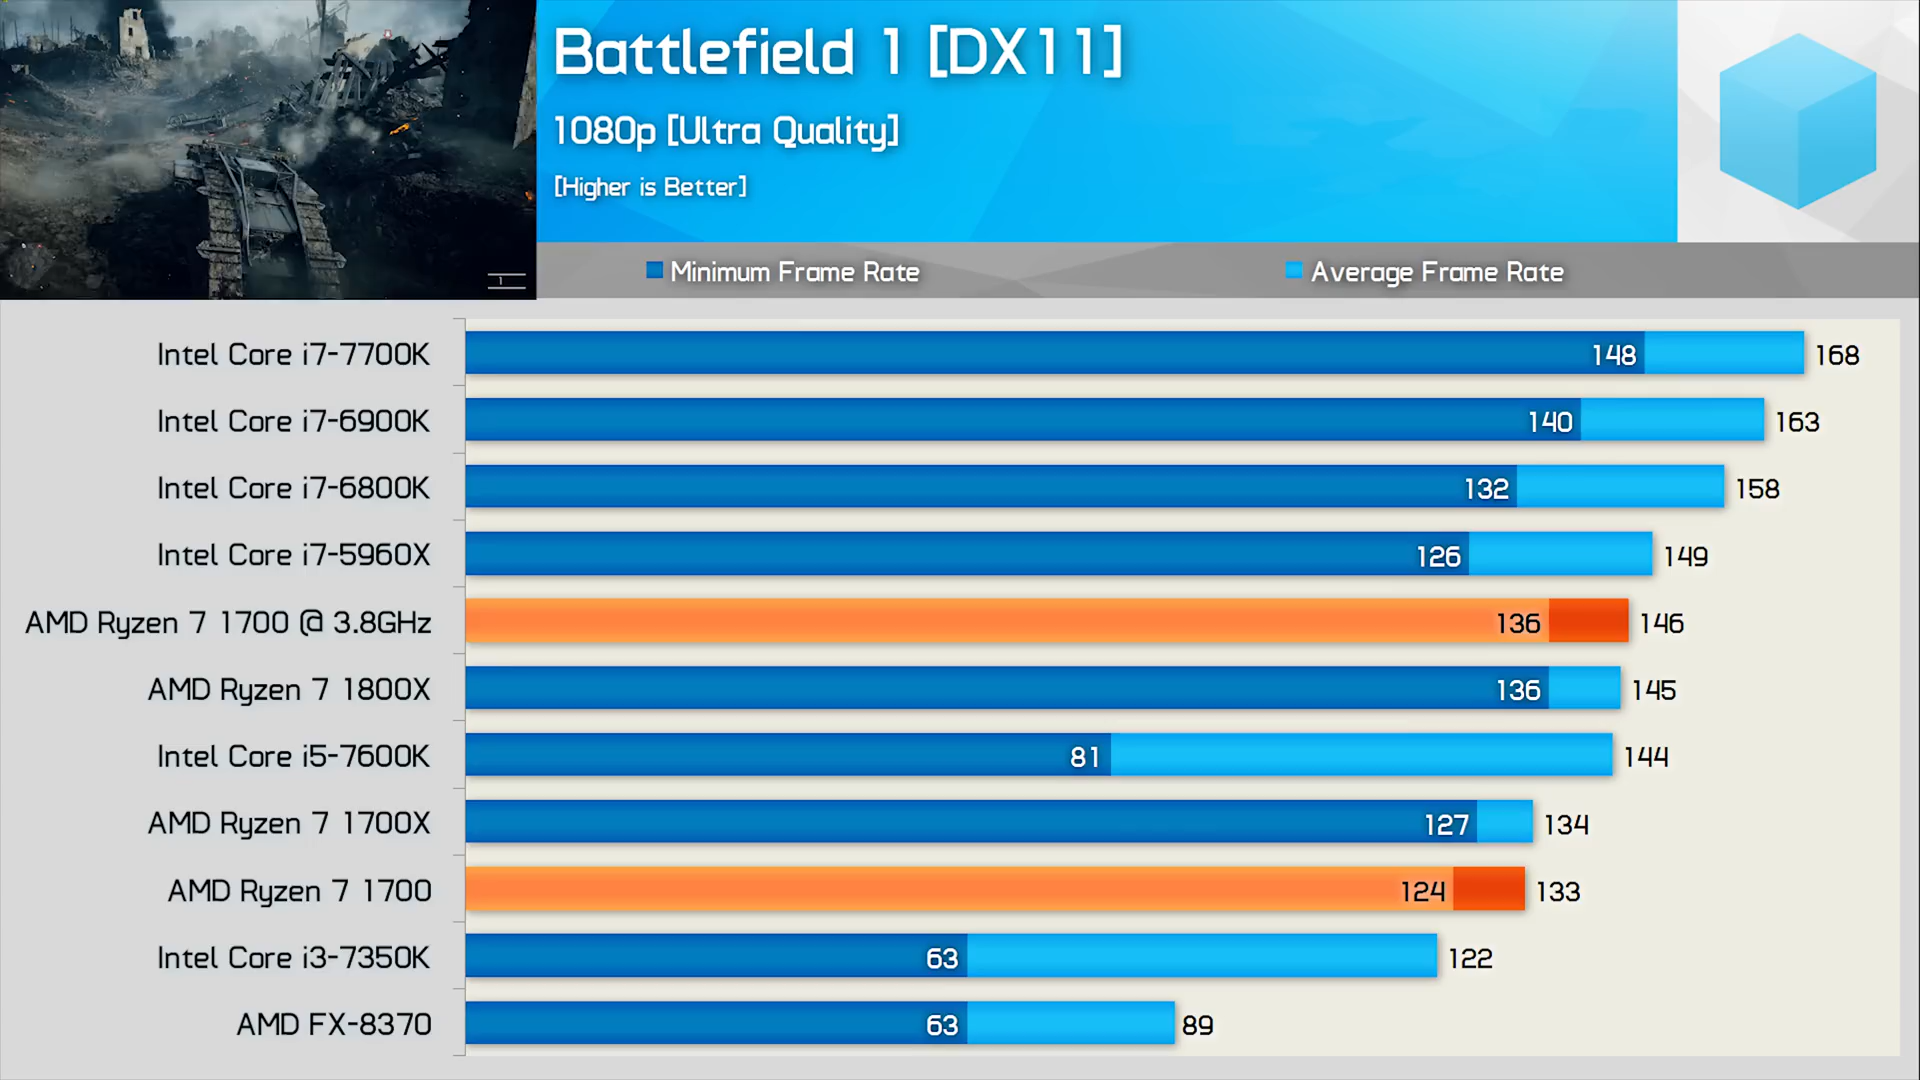 Battlefield 1 [DX11]
1080p [Ultra Quality]
[Higher is Better]
Minimum Frame Rate Average Frame Rate
Intel Core i7-7700K 148 168
Intel Core i7-6900K 140 163
Intel Core i7-6800K 132 158
Intel Core i7-5960X 126 149
AMD Ryzen 7 1700 @ 3.8GHz 136 146
AMD Ryzen 7 1800X 136 145
Intel Core i5-7600K 81 144
AMD Ryzen 7 1700X 127 134
AMD Ryzen 7 1700 124 133
Intel Core i3-7350K 63 122
AMD FX-8370 63 89